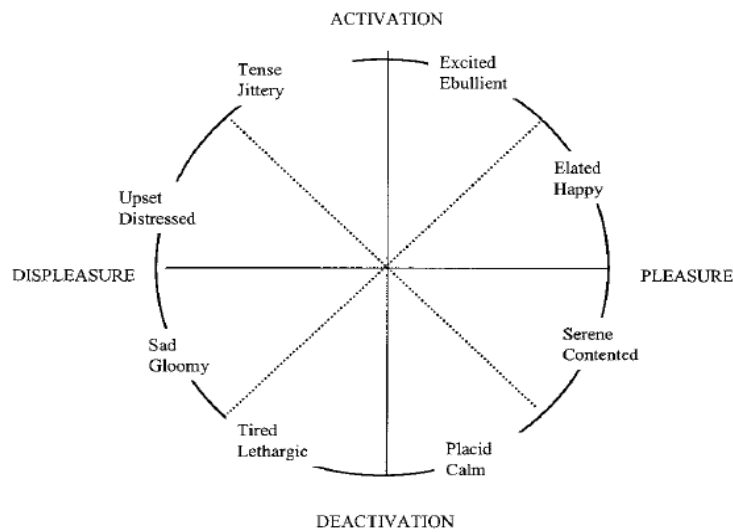 ACTIVATION
Tense
Jittery
Excited
Ebullient
Upset
Distressed
Elated
Happy
DISPLEASURE
PLEASURE
Sad
Gloomy
Serene
Contented
Tired
Lethargic
Placid
Calm
DEACTIVATION